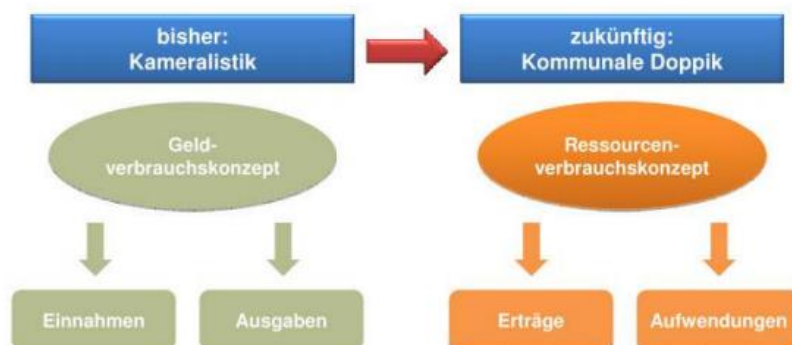 bisher:
Kameralistik
zukünftig:
Kommunale Doppik
Geld-
verbrauchskonzept
Ressourcen-
verbrauchskonzept
Einnahmen
Ausgaben
Erträge
Aufwendungen